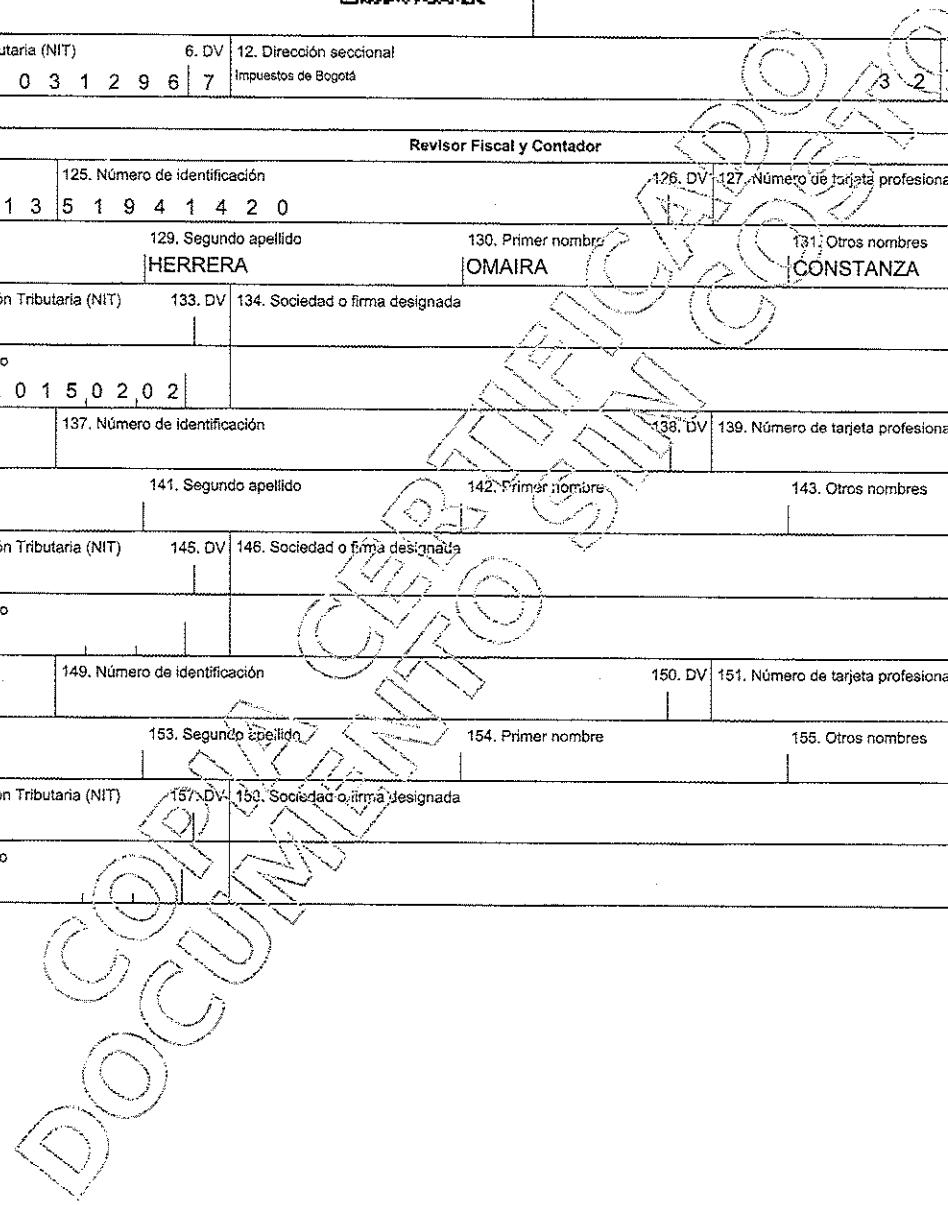 utaria (NIT) 6. DV 12. Dirección seccional
0 3 1 2 9 6 7 Impuestos de Bogotá 3 2
Revisor Fiscal y Contador
125. Número de identificación 126. DV 127. Número de tarjeta profesiona
1 3 5 1 9 4 1 4 2 0
129. Segundo apellido 130. Primer nombre 131. Otros nombres
HERRERA OMAIRA CONSTANZA
ón Tributaria (NIT) 133. DV 134. Sociedad o firma designada
o
0 1 5 0 2 0 2
137. Número de identificación 138. DV 139. Número de tarjeta profesiona
141. Segundo apellido 142. Primer nombre 143. Otros nombres
ón Tributaria (NIT) 145. DV 146. Sociedad o firma designada
o
149. Número de identificación 150. DV 151. Número de tarjeta profesiona
153. Segundo apellido 154. Primer nombre 155. Otros nombres
ón Tributaria (NIT) 157. DV 158. Sociedad o firma designada
o
COPIA CERTIFICADO
DOCUMENTO SIN COSTO